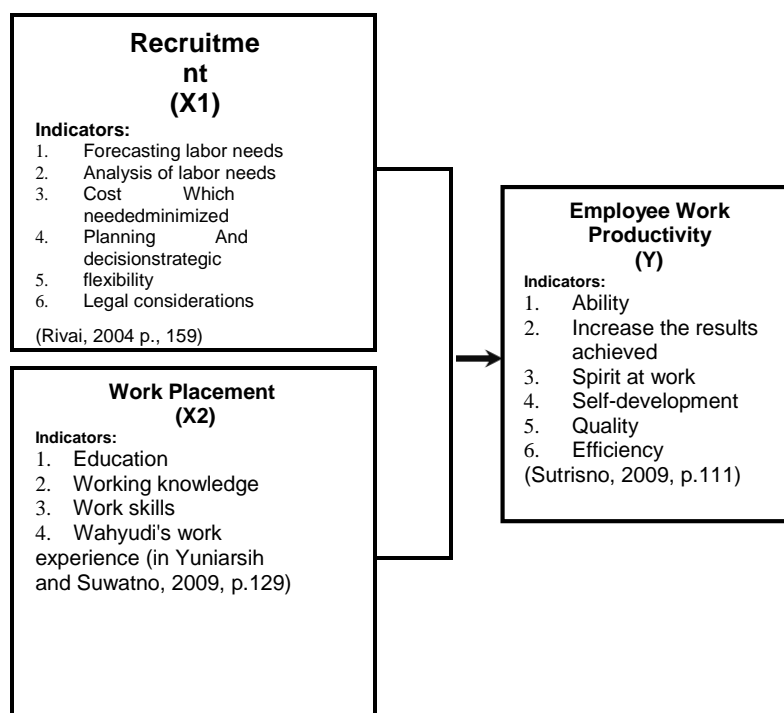 Recruitme
nt
(X1)
Indicators:
1. Forecasting labor needs
2. Analysis of labor needs
3. Cost Which
neededminimized
4. Planning And
decisionstrategic
5. flexibility
6. Legal considerations
(Rivai, 2004 p., 159)
Work Placement
(X2)
Indicators:
1. Education
2. Working knowledge
3. Work skills
4. Wahyudi's work
experience (in Yuniarsih
and Suwatno, 2009, p.129)
Employee Work
Productivity
(Y)
Indicators:
1. Ability
2. Increase the results
achieved
3. Spirit at work
4. Self-development
5. Quality
6. Efficiency
(Sutrisno, 2009, p.111)